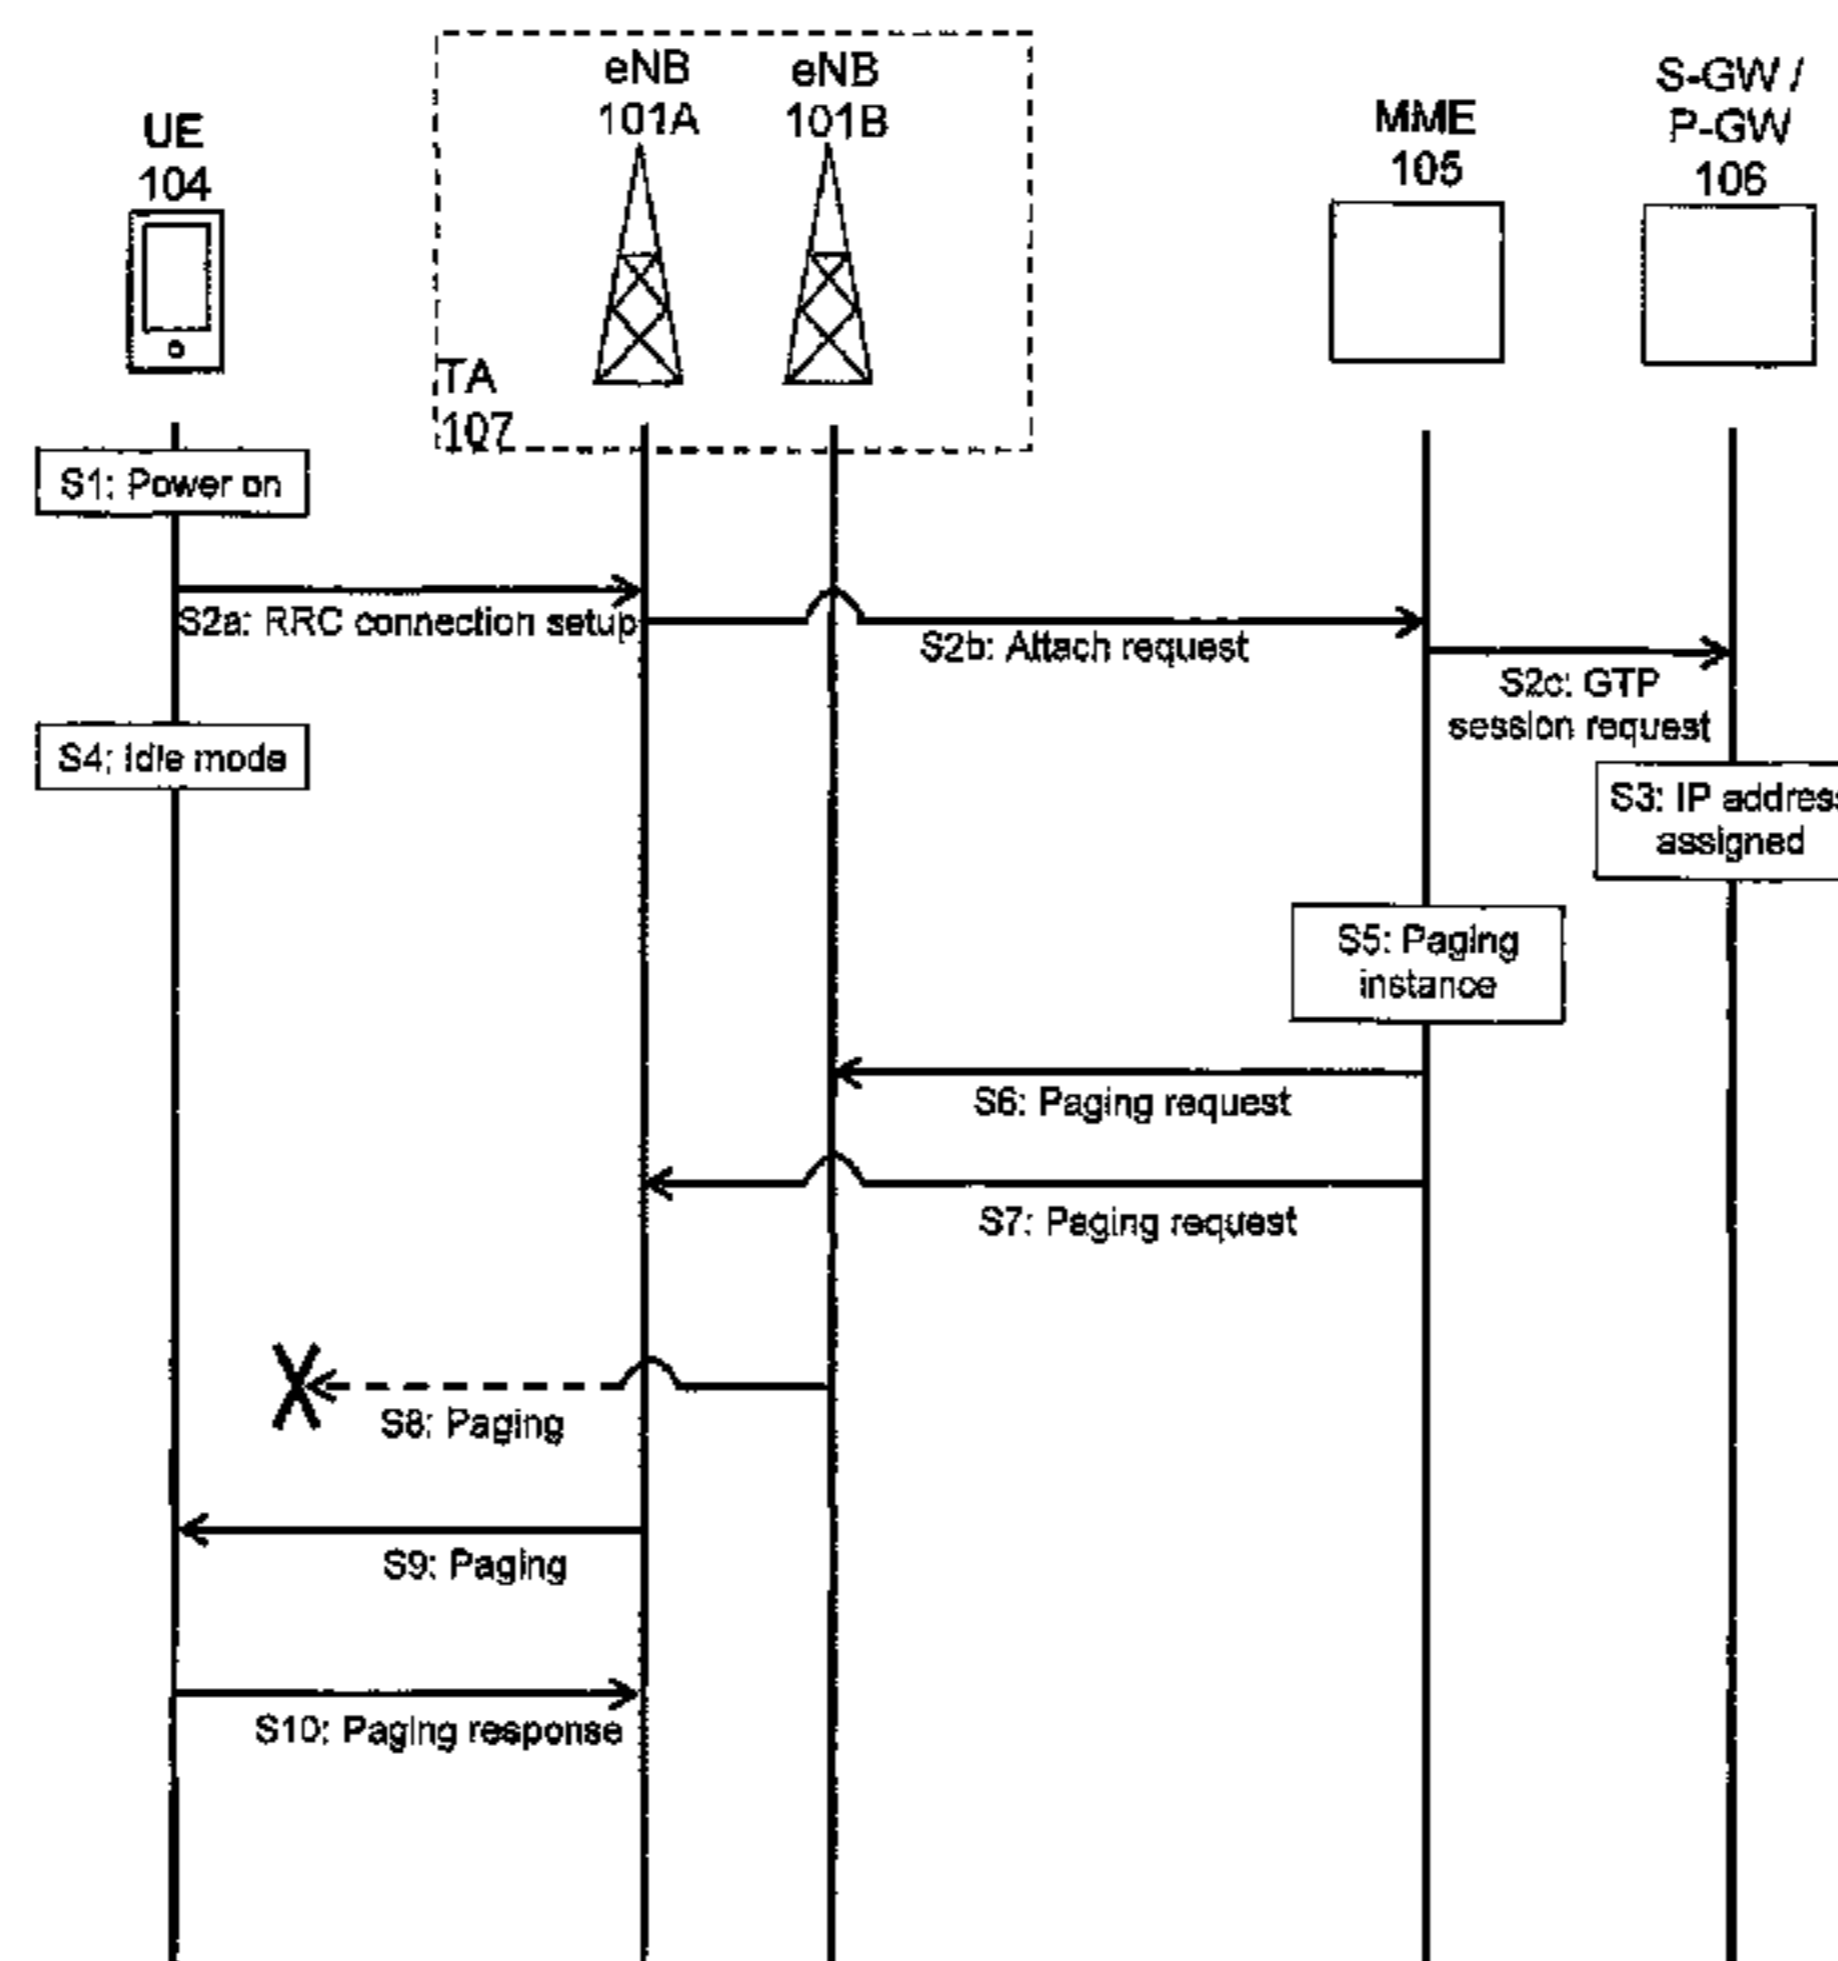 UE
104
eNB
101A
eNB
101B
TA
107
MME
105
S-GW /
P-GW
106
S1: Power on
S2a: RRC connection setup
S2b: Attach request
S2c: GTP
session request
S4: Idle mode
S3: IP address
assigned
S5: Paging
instance
S6: Paging request
S7: Paging request
S8: Paging
S9: Paging
S10: Paging response